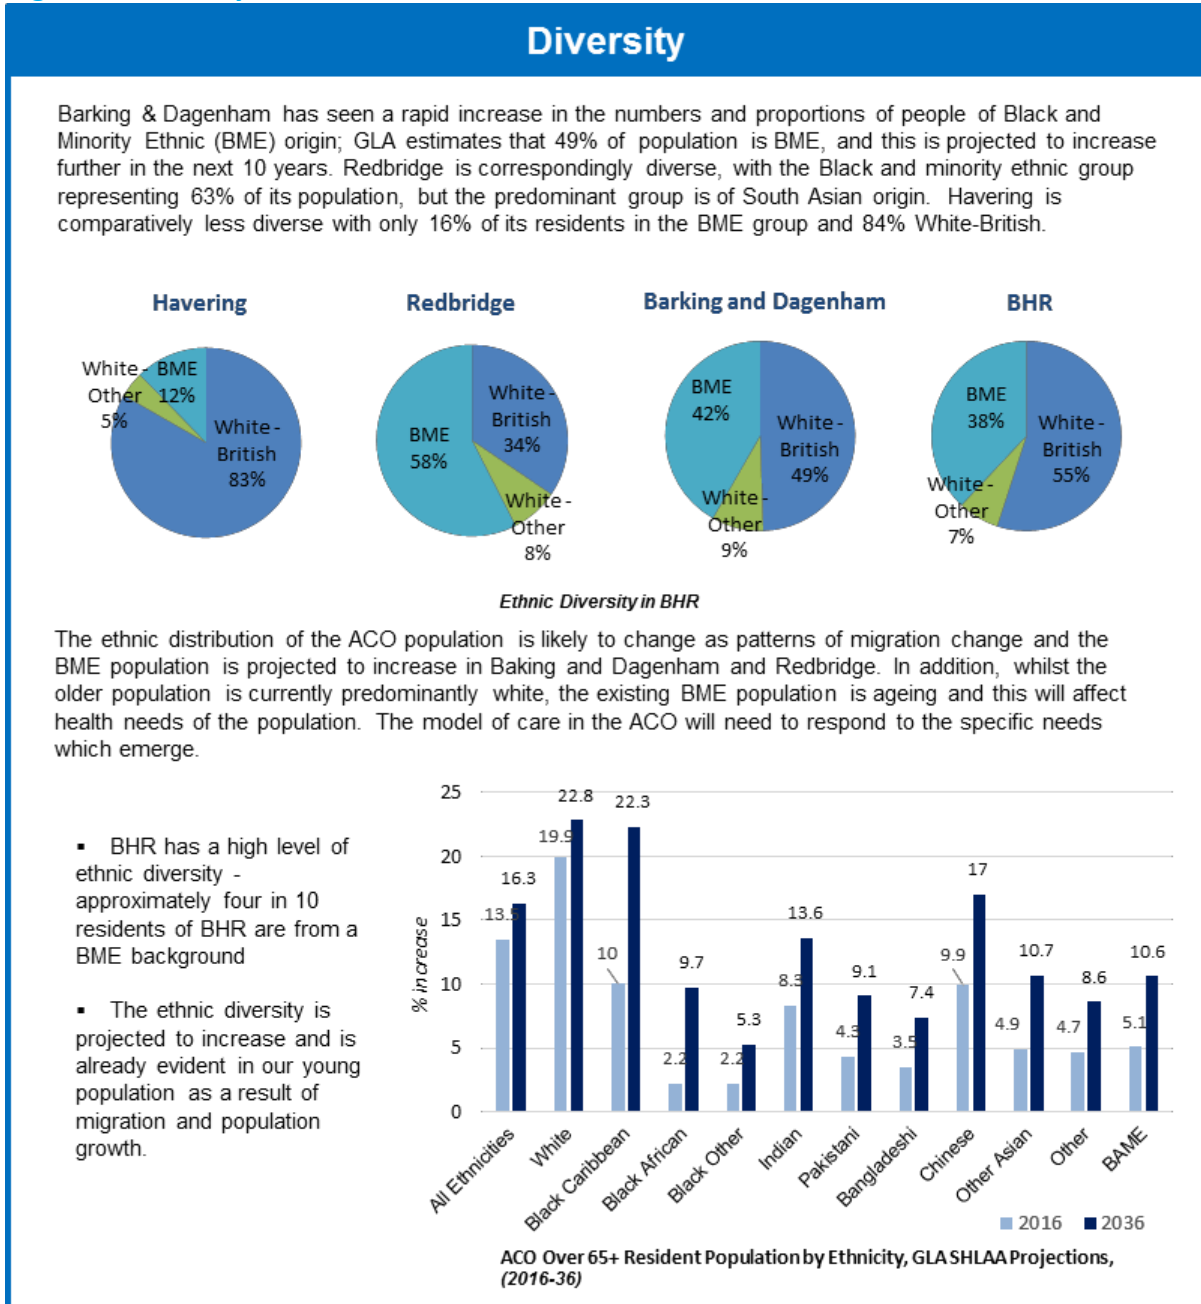 Diversity
Barking & Dagenham has seen a rapid increase in the numbers and proportions of people of Black and
Minority Ethnic (BME) origin; GLA estimates that 49% of population is BME, and this is projected to increase
further in the next 10 years. Redbridge is correspondingly diverse, with the Black and minority ethnic group
representing 63% of its population, but the predominant group is of South Asian origin. Havering is
comparatively less diverse with only 16% of its residents in the BME group and 84% White-British.
Havering
White -
Other
5%
BME
12%
White -
British
83%
Redbridge
BME
58%
White -
British
34%
White -
Other
8%
Barking and Dagenham
BME
42%
White -
British
49%
White -
Other
9%
BHR
BME
38%
White -
British
55%
White -
Other
7%
Ethnic Diversity in BHR
The ethnic distribution of the ACO population is likely to change as patterns of migration change and the
BME population is projected to increase in Baking and Dagenham and Redbridge. In addition, whilst the
older population is currently predominantly white, the existing BME population is ageing and this will affect
health needs of the population. The model of care in the ACO will need to respond to the specific needs
which emerge.
▪ BHR has a high level of
ethnic diversity -
approximately four in 10
residents of BHR are from a
BME background
▪ The ethnic diversity is
projected to increase and is
already evident in our young
population as a result of
migration and population
growth.
% increase
25
20
15
10
5
0
13.5
16.3
19.9
22.8
10
22.3
2.2
9.7
2.2
5.3
8.3
13.6
4.3
9.1
3.5
7.4
9.9
17
4.9
10.7
4.7
8.6
5.1
10.6
All Ethnicities
White
Black Caribbean
Black African
Black Other
Indian
Pakistani
Bangladeshi
Chinese
Other Asian
Other
BAME
2016
2036
ACO Over 65+ Resident Population by Ethnicity, GLA SHLAA Projections,
(2016-36)